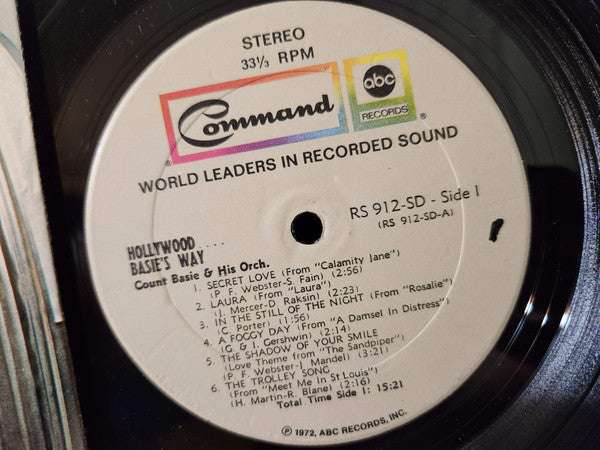 STEREO
33⅓ RPM
Command
abc
RECORDS
®
®
WORLD LEADERS IN RECORDED SOUND
RS 912-SD - Side 1
(RS 912-SD-A)
HOLLYWOOD ....
BASIE'S WAY
Count Basie & His Orch.
1. SECRET LOVE (From "Calamity Jane")
(P. F. Webster-S. Fain) (2:56)
2. LAURA (From "Laura")
(J. Mercer-D. Raksin) (2:23)
3. IN THE STILL OF THE NIGHT (From "Rosalie")
(C. Porter) (1:56)
4. A FOGGY DAY (From "A Damsel In Distress")
(G. & I. Gershwin) (2:14)
5. THE SHADOW OF YOUR SMILE
(Love Theme from "The Sandpiper")
(P. F. Webster-J. Mandel) (3:21)
6. THE TROLLEY SONG
(From "Meet Me In St Louis")
(H. Martin-R. Blane) (2:16)
Total Time Side 1: 15:21
℗ 1972, ABC RECORDS, INC.